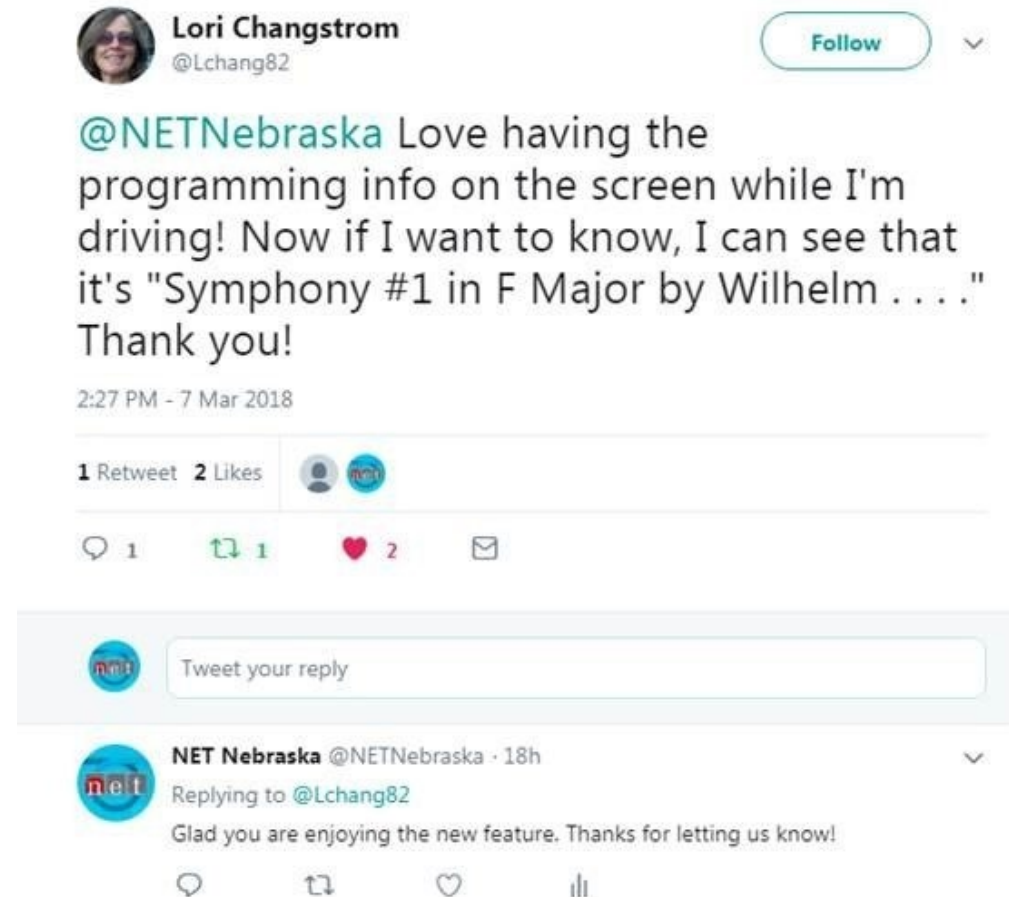 Lori Changstrom
@Lchang82
Follow
@NETNebraska Love having the
programming info on the screen while I'm
driving! Now if I want to know, I can see that
it's "Symphony #1 in F Major by Wilhelm . . . ."
Thank you!
2:27 PM - 7 Mar 2018
1 Retweet 2 Likes
net
1 1 2
net
Tweet your reply
NET Nebraska @NETNebraska · 18h
net
Replying to @Lchang82
Glad you are enjoying the new feature. Thanks for letting us know!